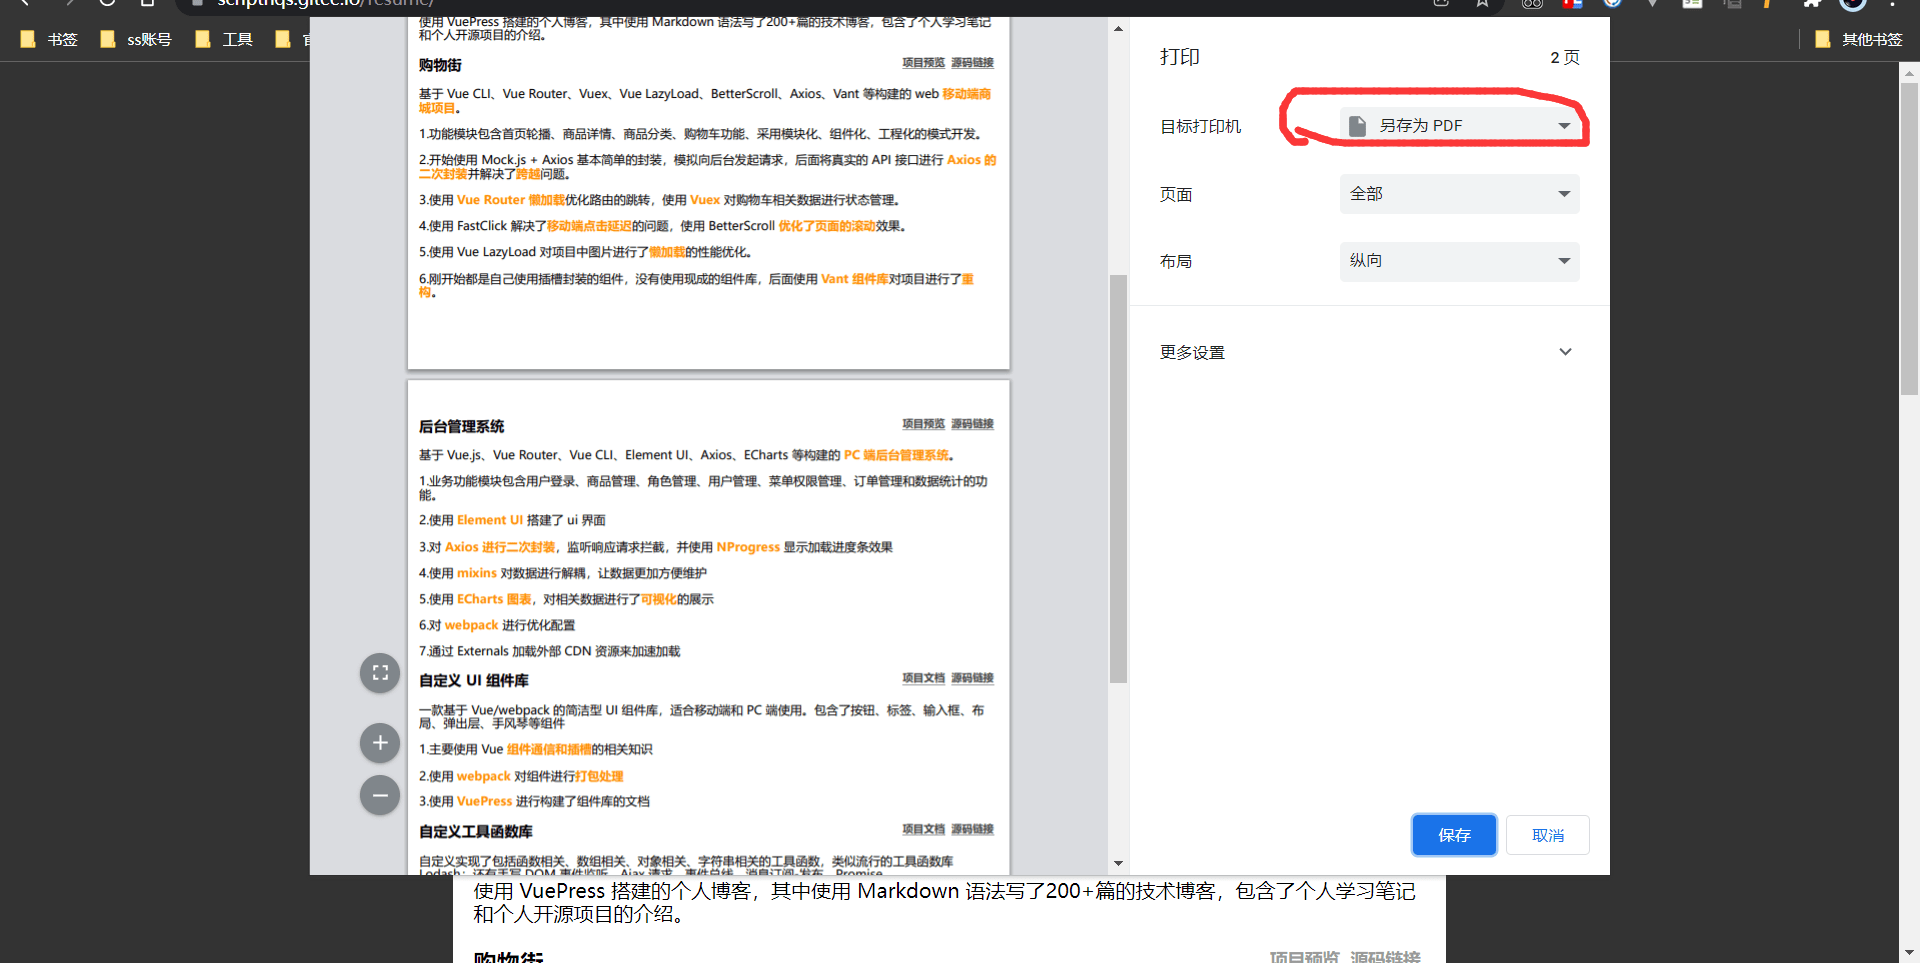 scripthqs.gitee.io/resume/
书签
ss账号
工具
其他书签
使用 VuePress 搭建的个人博客，其中使用 Markdown 语法写了200+篇的技术博客，包含了个人学习笔记
和个人开源项目的介绍。
购物街
项目预览 源码链接
基于 Vue CLI、Vue Router、Vuex、Vue LazyLoad、BetterScroll、Axios、Vant 等构建的 web 移动端商
城项目。
1.功能模块包含首页轮播、商品详情、商品分类、购物车功能、采用模块化、组件化、工程化的模式开发。
2.开始使用 Mock.js + Axios 基本简单的封装，模拟向后台发起请求，后面将真实的 API 接口进行 Axios 的
二次封装并解决了跨越问题。
3.使用 Vue Router 懒加载优化路由的跳转，使用 Vuex 对购物车相关数据进行状态管理。
4.使用 FastClick 解决了移动端点击延迟的问题，使用 BetterScroll 优化了页面的滚动效果。
5.使用 Vue LazyLoad 对项目中图片进行了懒加载的性能优化。
6.刚开始都是自己使用插槽封装的组件，没有使用现成的组件库，后面使用 Vant 组件库对项目进行了重
构。
后台管理系统
项目预览 源码链接
基于 Vue.js、Vue Router、Vue CLI、Element UI、Axios、ECharts 等构建的 PC 端后台管理系统。
1.业务功能模块包含用户登录、商品管理、角色管理、用户管理、菜单权限管理、订单管理和数据统计的功
能。
2.使用 Element UI 搭建了 ui 界面
3.对 Axios 进行二次封装，监听响应请求拦截，并使用 NProgress 显示加载进度条效果
4.使用 mixins 对数据进行解耦，让数据更加方便维护
5.使用 ECharts 图表，对相关数据进行了可视化的展示
6.对 webpack 进行优化配置
7.通过 Externals 加载外部 CDN 资源来加速加载
自定义 UI 组件库
项目文档 源码链接
一款基于 Vue/webpack 的简洁型 UI 组件库，适合移动端和 PC 端使用。包含了按钮、标签、输入框、布
局、弹出层、手风琴等组件
1.主要使用 Vue 组件通信和插槽的相关知识
2.使用 webpack 对组件进行打包处理
3.使用 VuePress 进行构建了组件库的文档
自定义工具函数库
项目文档 源码链接
自定义实现了包括函数相关、数组相关、对象相关、字符串相关的工具函数，类似流行的工具函数库
Lodash；还有手写 DOM 事件监听、Ajax 请求、事件总线、消息订阅-发布、Promise
打印
2 页
目标打印机
另存为 PDF
页面
全部
布局
纵向
更多设置
保存
取消
使用 VuePress 搭建的个人博客，其中使用 Markdown 语法写了200+篇的技术博客，包含了个人学习笔记
和个人开源项目的介绍。
购物街
项目预览 源码链接